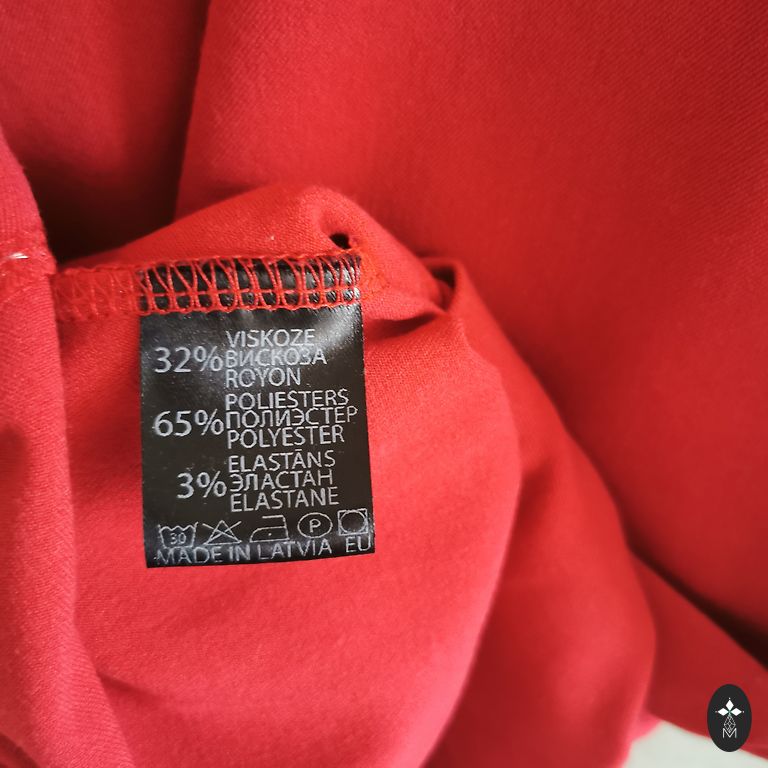 VISKOZE
32% ВИСКОЗА
ROYON
POLIESTERS
65% ПОЛИЭСТЕР
POLYESTER
ELASTĀNS
3% ЭЛАСТАН
ELASTANE
30 P
MADE IN LATVIA EU
M